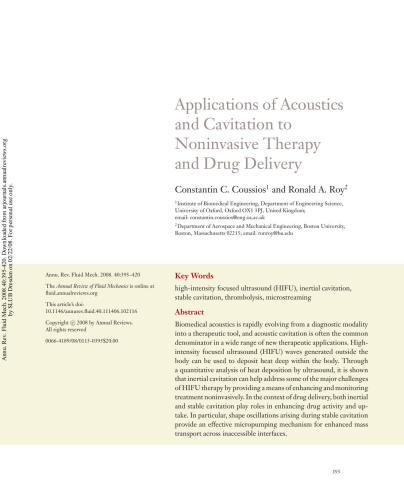 Applications of Acoustics
and Cavitation to
Noninvasive Therapy
and Drug Delivery
Constantin C. Coussios1 and Ronald A. Roy2
1Institute of Biomedical Engineering, Department of Engineering Science,
University of Oxford, Oxford OX1 3PJ, United Kingdom;
email: constantin.coussios@eng.ox.ac.uk
2Department of Aerospace and Mechanical Engineering, Boston University,
Boston, Massachusetts 02215; email: ronroy@bu.edu
Annu. Rev. Fluid Mech. 2008. 40:395–420
The Annual Review of Fluid Mechanics is online at
fluid.annualreviews.org
This article's doi:
10.1146/annurev.fluid.40.111406.102116
Copyright © 2008 by Annual Reviews.
All rights reserved
0066-4189/08/0115-0395$20.00
Key Words
high-intensity focused ultrasound (HIFU), inertial cavitation,
stable cavitation, thrombolysis, microstreaming
Abstract
Biomedical acoustics is rapidly evolving from a diagnostic modality
into a therapeutic tool, and acoustic cavitation is often the common
denominator in a wide range of new therapeutic applications. High-
intensity focused ultrasound (HIFU) waves generated outside the
body can be used to deposit heat deep within the body. Through
a quantitative analysis of heat deposition by ultrasound, it is shown
that inertial cavitation can help address some of the major challenges
of HIFU therapy by providing a means of enhancing and monitoring
treatment noninvasively. In the context of drug delivery, both inertial
and stable cavitation play roles in enhancing drug activity and up-
take. In particular, shape oscillations arising during stable cavitation
provide an effective micropumping mechanism for enhanced mass
transport across inaccessible interfaces.
395
Annu. Rev. Fluid Mech. 2008.40:395-420. Downloaded from arjournals.annualreviews.org
by SLUB Dresden on 02/22/08. For personal use only.